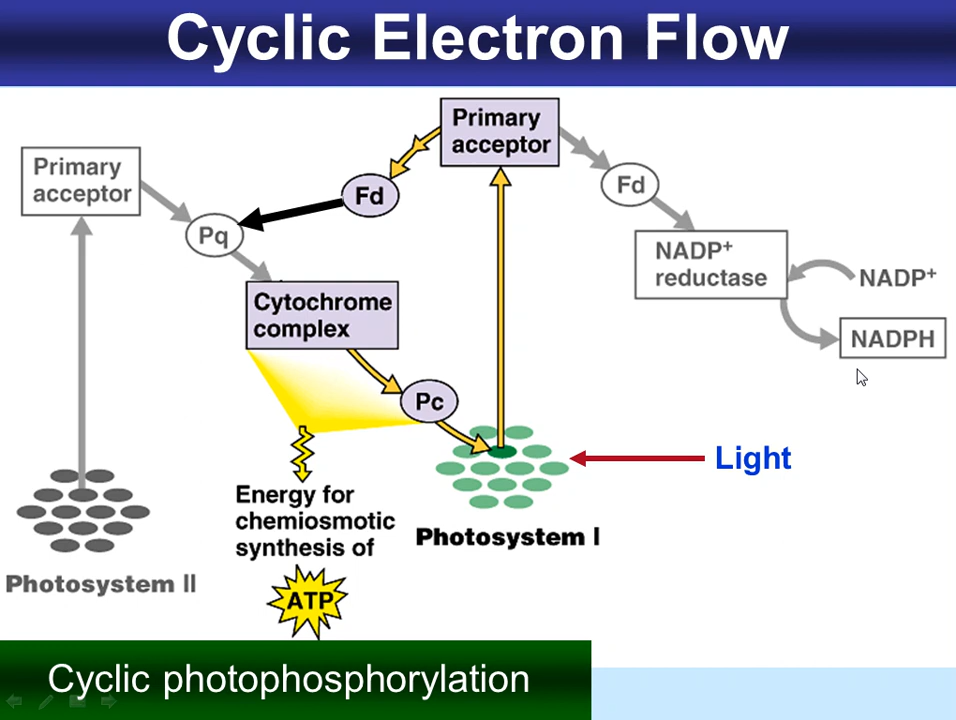 Cyclic Electron Flow
Primary
acceptor
Primary
acceptor
Fd
Fd
Pq
NADP+
reductase
NADP+
NADPH
Cytochrome
complex
Pc
Light
Energy for
chemiosmotic
synthesis of
ATP
Photosystem I
Photosystem II
Cyclic photophosphorylation